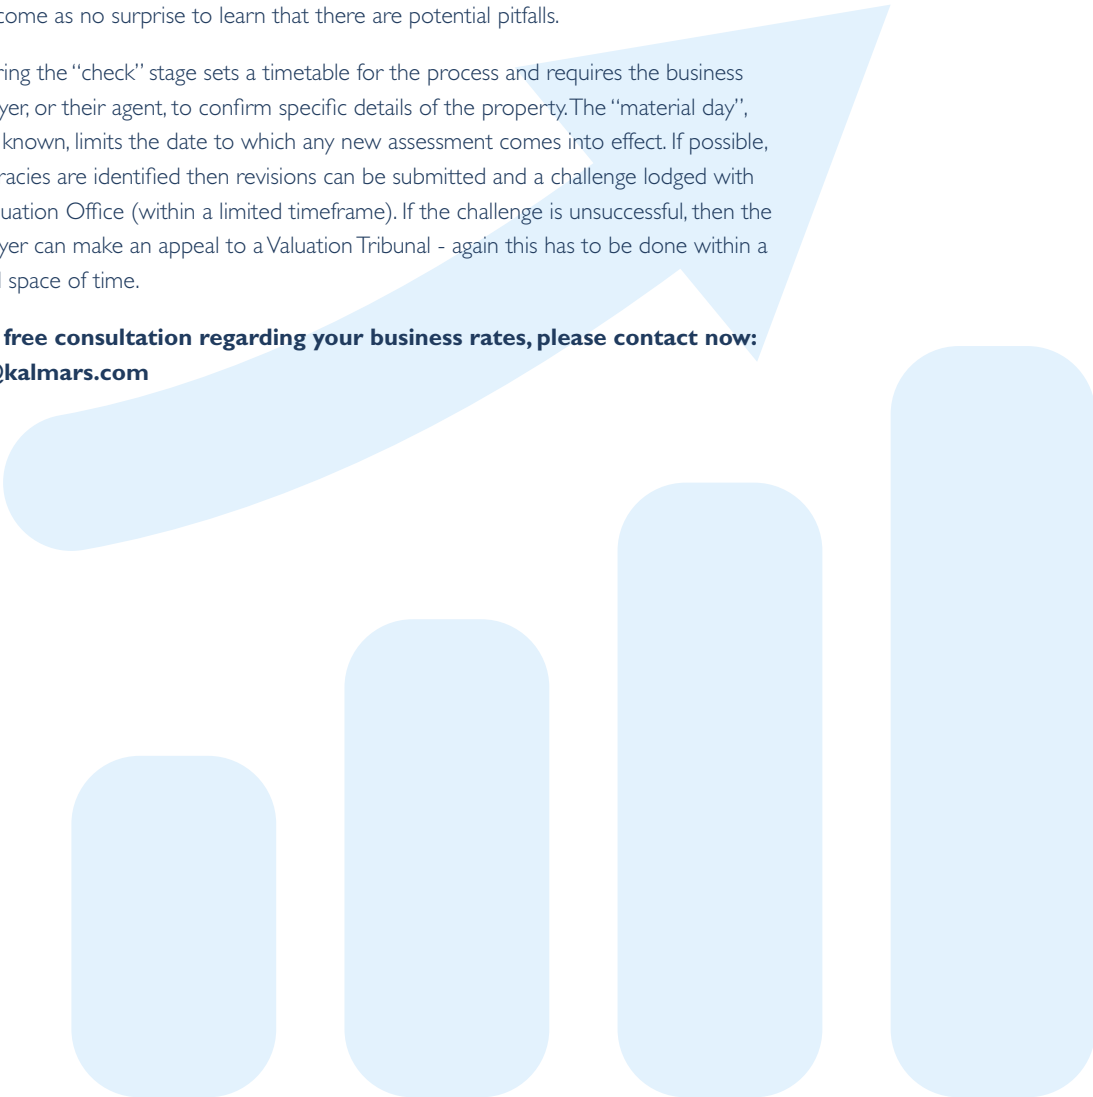 come as no surprise to learn that there are potential pitfalls.
ring the “check” stage sets a timetable for the process and requires the business
yer, or their agent, to confirm specific details of the property. The “material day”,
known, limits the date to which any new assessment comes into effect. If possible,
racies are identified then revisions can be submitted and a challenge lodged with
uation Office (within a limited timeframe). If the challenge is unsuccessful, then the
yer can make an appeal to a Valuation Tribunal - again this has to be done within a
space of time.
free consultation regarding your business rates, please contact now:
@kalmars.com